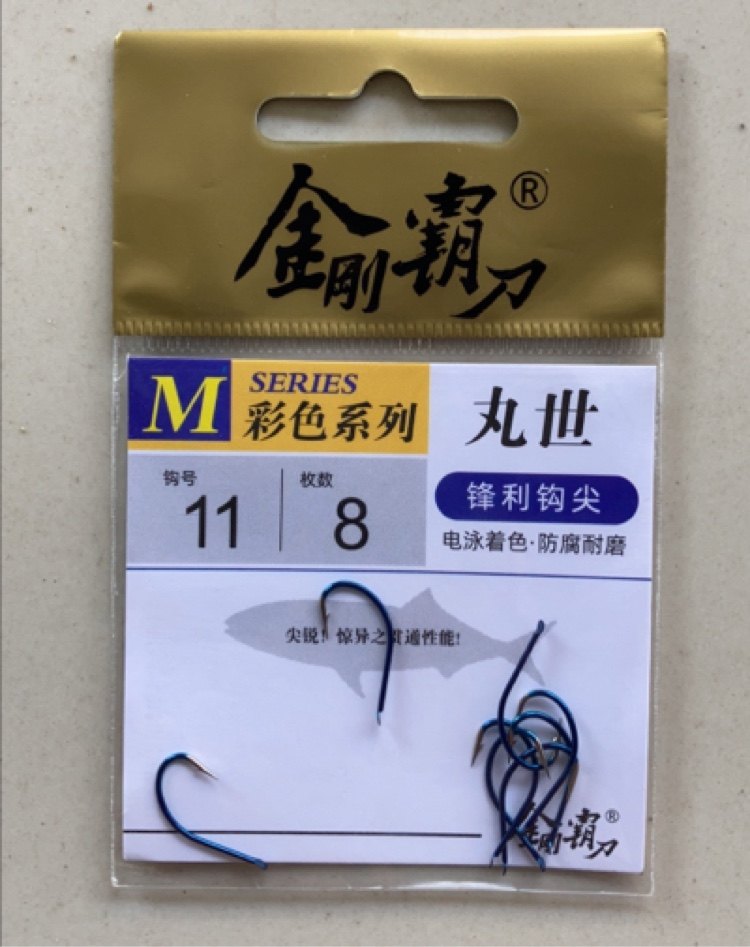 金剛霸刀®
M SERIES
彩色系列
丸世
钩号 枚数
11 8
锋利钩尖
电泳着色·防腐耐磨
尖锐！惊异之贯通性能!
金剛霸刀®